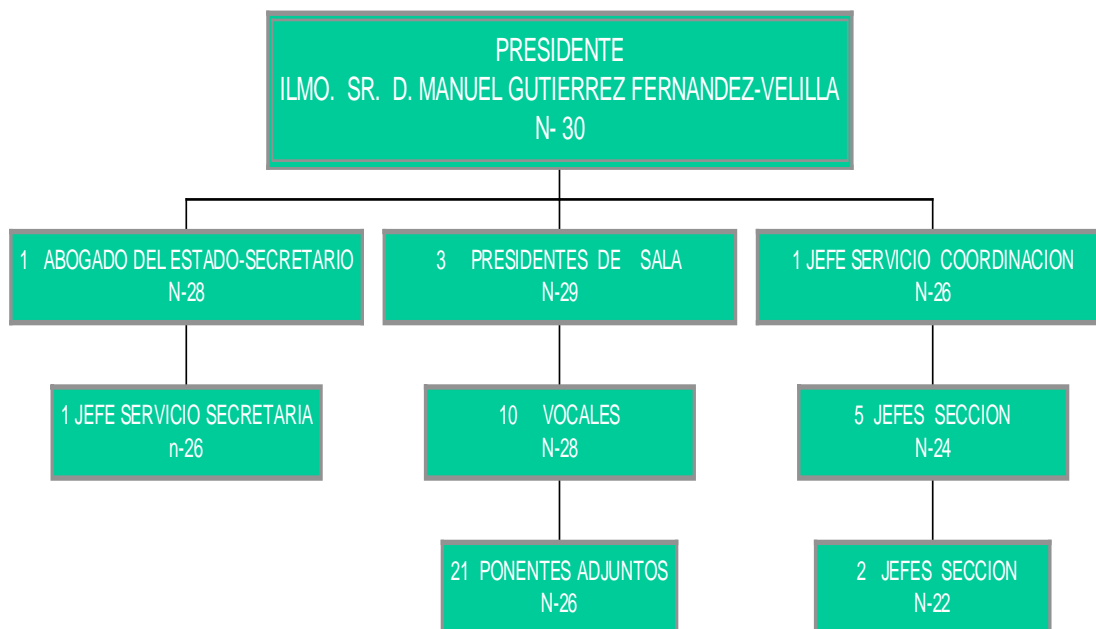 PRESIDENTE
ILMO. SR. D. MANUEL GUTIERREZ FERNANDEZ-VELILLA
N- 30
1 ABOGADO DEL ESTADO-SECRETARIO
N-28
3 PRESIDENTES DE SALA
N-29
1 JEFE SERVICIO COORDINACION
N-26
1 JEFE SERVICIO SECRETARIA
n-26
10 VOCALES
N-28
5 JEFES SECCION
N-24
21 PONENTES ADJUNTOS
N-26
2 JEFES SECCION
N-22